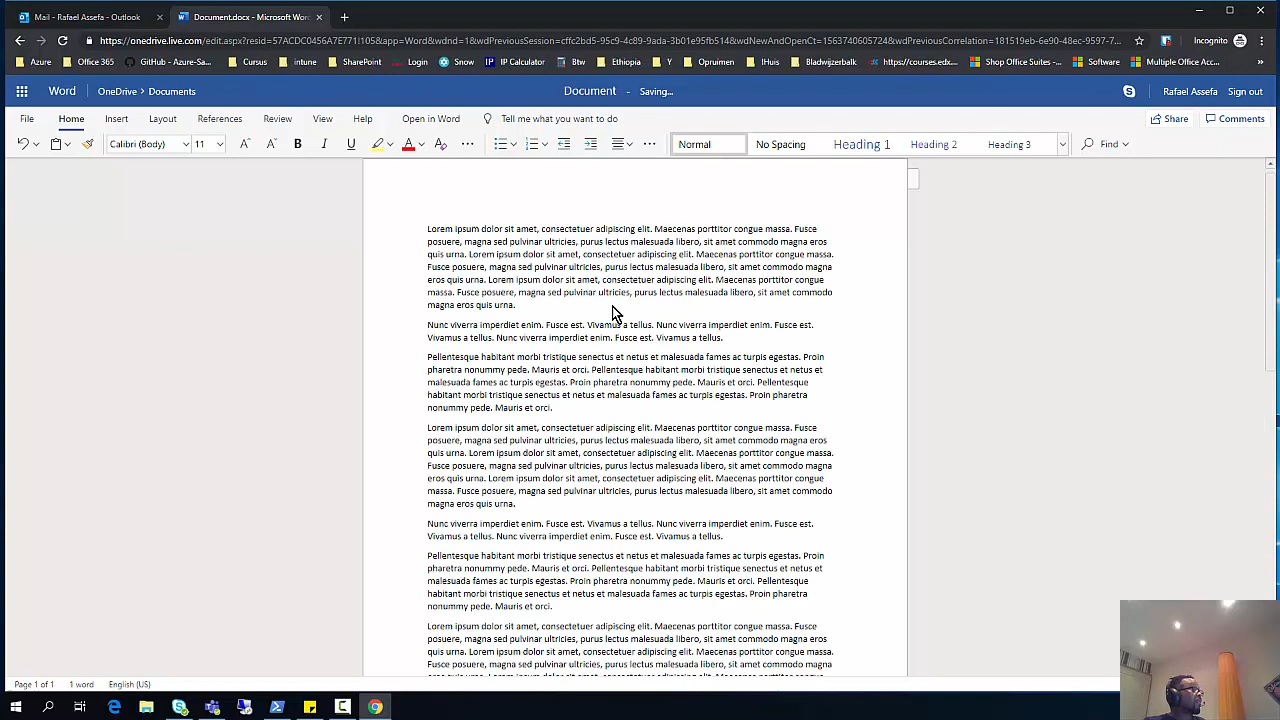 Mail - Rafael Assefa - Outlook
Document.docx - Microsoft Word
https://onedrive.live.com/edit.aspx?resid=57ACDC0456A7E771!105&app=Word&wdnd=1&wdPreviousSession=cffc2bd5-95c9-4c89-9ada-3b01e95fb514&wdNewAndOpenCt=1563740605724&wdPreviousCorrelation=181519eb-6e90-48ec-9597-7...
Incognito
Azure Office 365 GitHub - Azure-Sa... Cursus intune SharePoint Login Snow IP Calculator Btw Ethiopia Y Opruimen IHuis Bladwijzerbalk https://courses.edx... Shop Office Suites -... Software Multiple Office Acc...
Word OneDrive > Documents Document - Saving... Rafael Assefa Sign out
File Home Insert Layout References Review View Help Open in Word Tell me what you want to do Share Comments
Calibri (Body) 11 B I U A Normal No Spacing Heading 1 Heading 2 Heading 3 Find
Lorem ipsum dolor sit amet, consectetuer adipiscing elit. Maecenas porttitor congue massa. Fusce
posuere, magna sed pulvinar ultricies, purus lectus malesuada libero, sit amet commodo magna eros
quis urna. Lorem ipsum dolor sit amet, consectetuer adipiscing elit. Maecenas porttitor congue massa.
Fusce posuere, magna sed pulvinar ultricies, purus lectus malesuada libero, sit amet commodo magna
eros quis urna. Lorem ipsum dolor sit amet, consectetuer adipiscing elit. Maecenas porttitor congue
massa. Fusce posuere, magna sed pulvinar ultricies, purus lectus malesuada libero, sit amet commodo
magna eros quis urna.
Nunc viverra imperdiet enim. Fusce est. Vivamus a tellus. Nunc viverra imperdiet enim. Fusce est.
Vivamus a tellus. Nunc viverra imperdiet enim. Fusce est. Vivamus a tellus.
Pellentesque habitant morbi tristique senectus et netus et malesuada fames ac turpis egestas. Proin
pharetra nonummy pede. Mauris et orci. Pellentesque habitant morbi tristique senectus et netus et
malesuada fames ac turpis egestas. Proin pharetra nonummy pede. Mauris et orci. Pellentesque
habitant morbi tristique senectus et netus et malesuada fames ac turpis egestas. Proin pharetra
nonummy pede. Mauris et orci.
Lorem ipsum dolor sit amet, consectetuer adipiscing elit. Maecenas porttitor congue massa. Fusce
posuere, magna sed pulvinar ultricies, purus lectus malesuada libero, sit amet commodo magna eros
quis urna. Lorem ipsum dolor sit amet, consectetuer adipiscing elit. Maecenas porttitor congue massa.
Fusce posuere, magna sed pulvinar ultricies, purus lectus malesuada libero, sit amet commodo magna
eros quis urna. Lorem ipsum dolor sit amet, consectetuer adipiscing elit. Maecenas porttitor congue
massa. Fusce posuere, magna sed pulvinar ultricies, purus lectus malesuada libero, sit amet commodo
magna eros quis urna.
Nunc viverra imperdiet enim. Fusce est. Vivamus a tellus. Nunc viverra imperdiet enim. Fusce est.
Vivamus a tellus. Nunc viverra imperdiet enim. Fusce est. Vivamus a tellus.
Pellentesque habitant morbi tristique senectus et netus et malesuada fames ac turpis egestas. Proin
pharetra nonummy pede. Mauris et orci. Pellentesque habitant morbi tristique senectus et netus et
malesuada fames ac turpis egestas. Proin pharetra nonummy pede. Mauris et orci. Pellentesque
habitant morbi tristique senectus et netus et malesuada fames ac turpis egestas. Proin pharetra
nonummy pede. Mauris et orci.
Lorem ipsum dolor sit amet, consectetuer adipiscing elit. Maecenas porttitor congue massa. Fusce
posuere, magna sed pulvinar ultricies, purus lectus malesuada libero, sit amet commodo magna eros
quis urna. Lorem ipsum dolor sit amet, consectetuer adipiscing elit. Maecenas porttitor congue massa.
Fusce posuere, magna sed pulvinar ultricies, purus lectus malesuada libero, sit amet commodo magna
Page 1 of 1 1 word English (US)